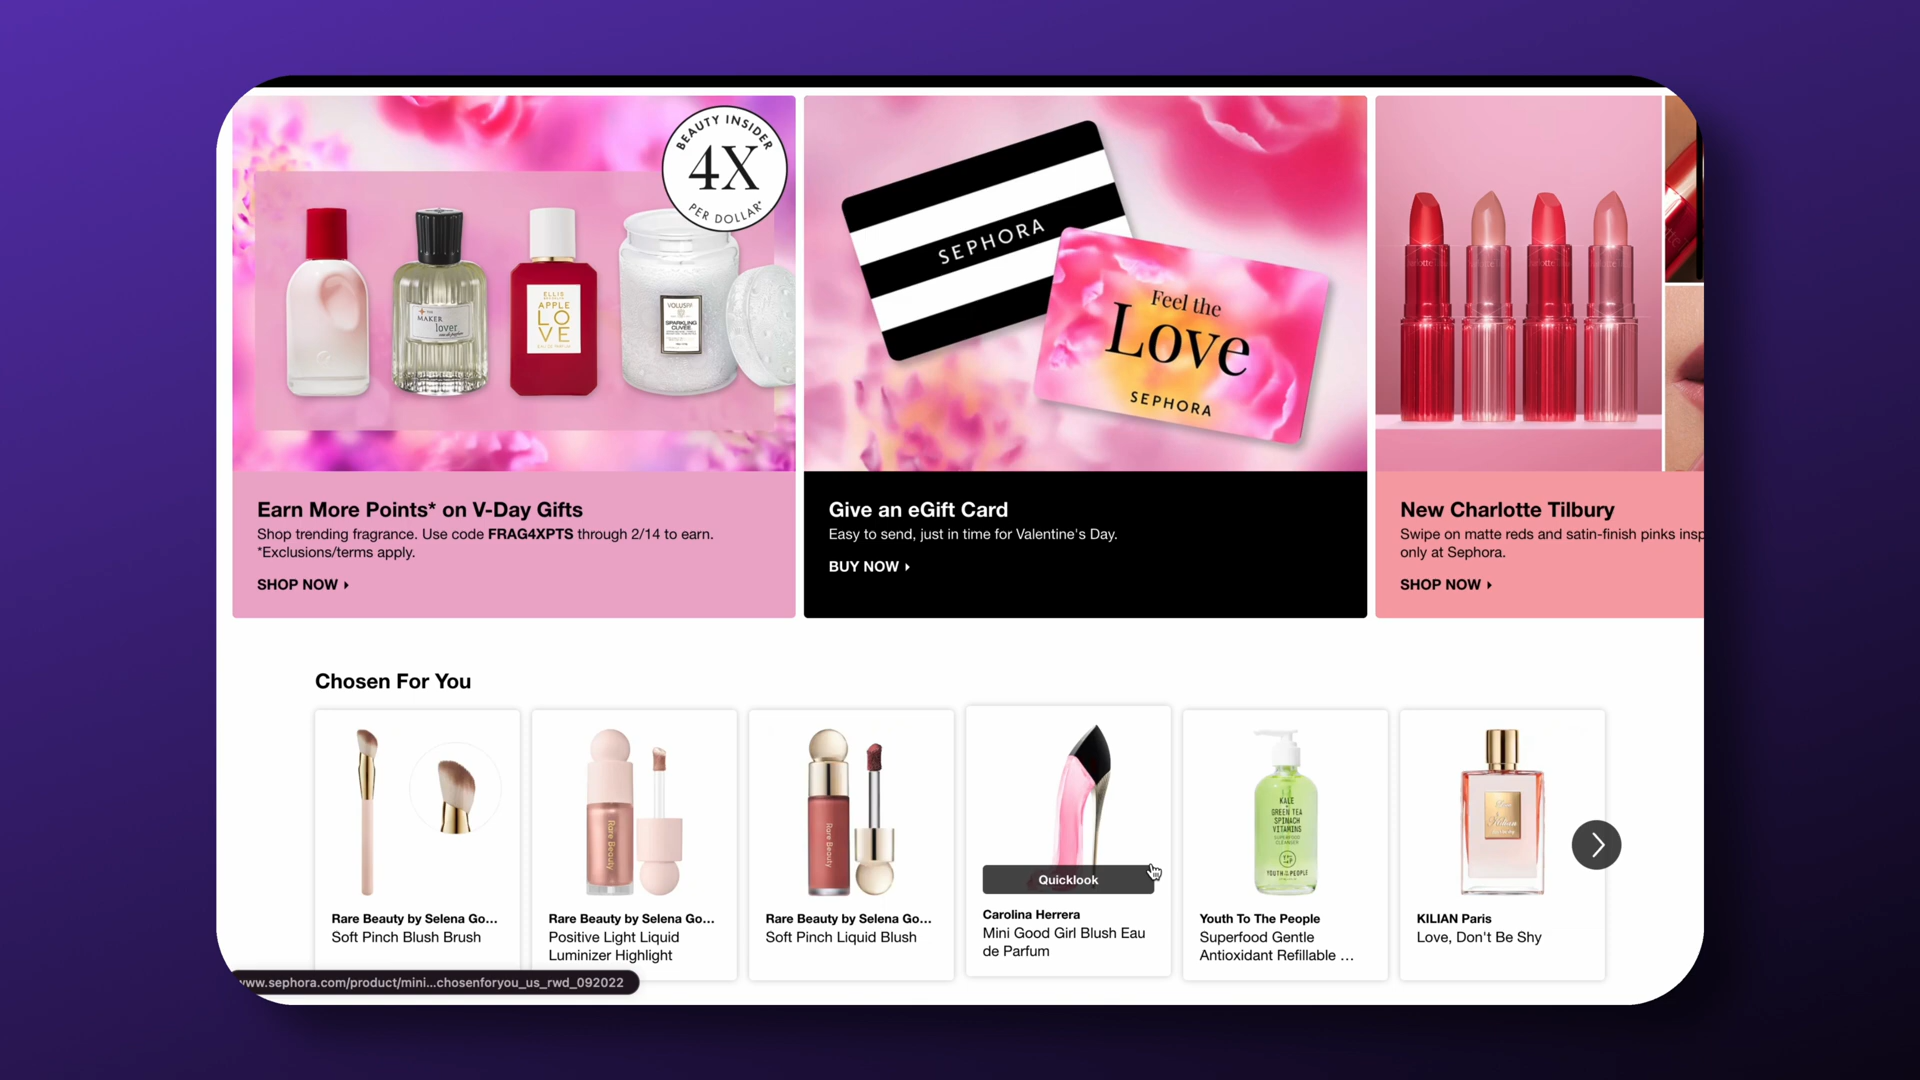 BEAUTY INSIDER
4X
PER DOLLAR*
MAKER
lover
ELLIS
APPLE
LO
VE
VOLUSPA
SPARKLING
CUVÉE
SEPHORA
Feel the
Love
SEPHORA
Earn More Points* on V-Day Gifts
Shop trending fragrance. Use code FRAG4XPTS through 2/14 to earn.
*Exclusions/terms apply.
SHOP NOW
Give an eGift Card
Easy to send, just in time for Valentine's Day.
BUY NOW
New Charlotte Tilbury
Swipe on matte reds and satin-finish pinks insp
only at Sephora.
SHOP NOW
Chosen For You
Rare Beauty
Rare Beauty
Quicklook
KALE
GREEN TEA
SPINACH
VITAMINS
YOUTH TO THE PEOPLE
Rare Beauty by Selena Go...
Soft Pinch Blush Brush
Rare Beauty by Selena Go...
Positive Light Liquid
Luminizer Highlight
Rare Beauty by Selena Go...
Soft Pinch Liquid Blush
Carolina Herrera
Mini Good Girl Blush Eau
de Parfum
Youth To The People
Superfood Gentle
Antioxidant Refillable ...
KILIAN Paris
Love, Don't Be Shy
www.sephora.com/product/mini...chosenforyou_us_rwd_092022